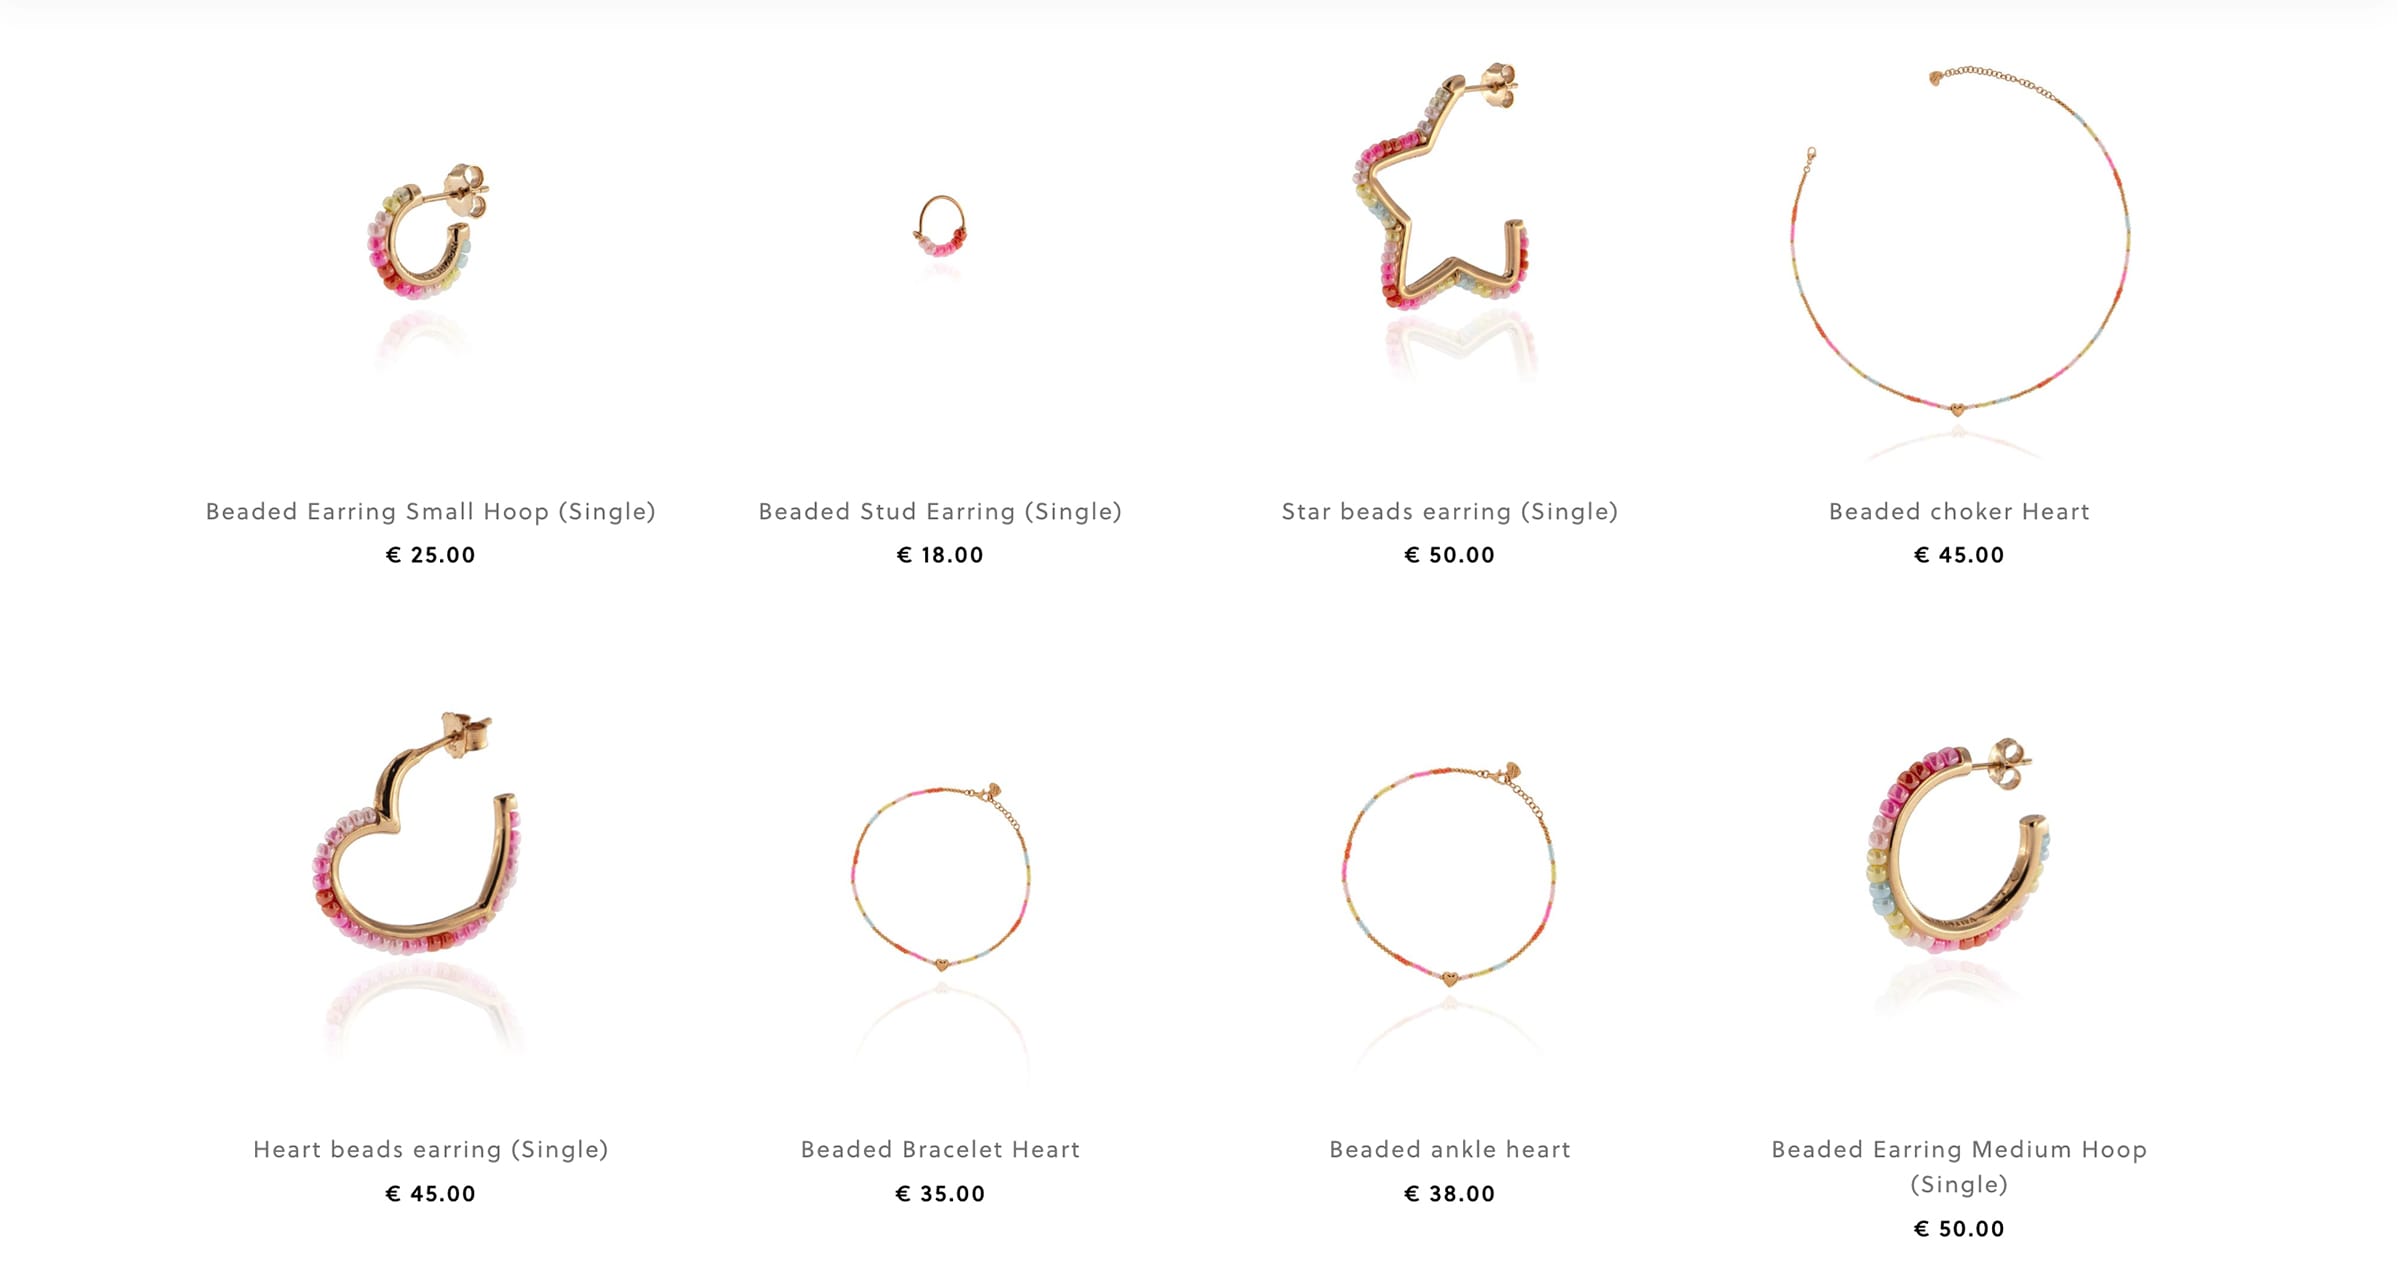 Beaded Earring Small Hoop (Single)
€ 25.00
Beaded Stud Earring (Single)
€ 18.00
Star beads earring (Single)
€ 50.00
Beaded choker Heart
€ 45.00
Heart beads earring (Single)
€ 45.00
Beaded Bracelet Heart
€ 35.00
Beaded ankle heart
€ 38.00
Beaded Earring Medium Hoop
(Single)
€ 50.00